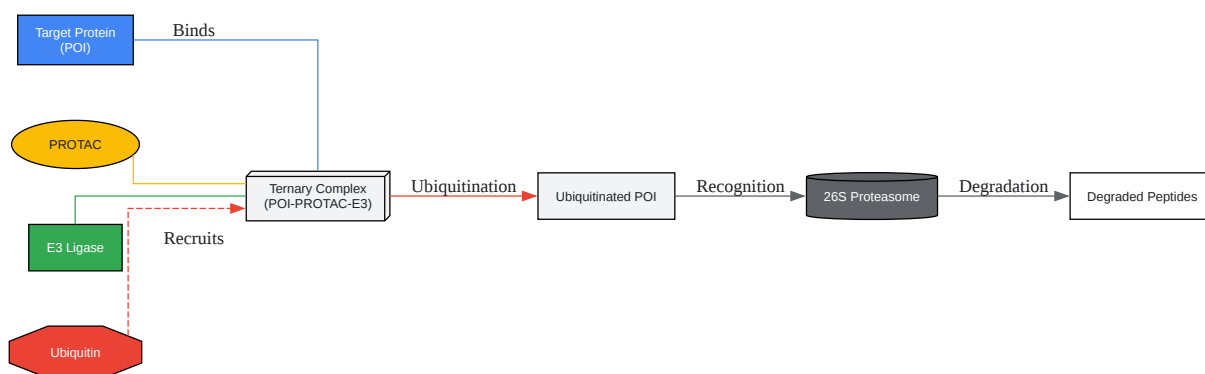 Target Protein
(POI)
Binds
PROTAC
Ternary Complex
(POI-PROTAC-E3)
Ubiquitination
Ubiquitinated POI
Recognition
26S Proteasome
Degradation
Degraded Peptides
E3 Ligase
Recruits
Ubiquitin